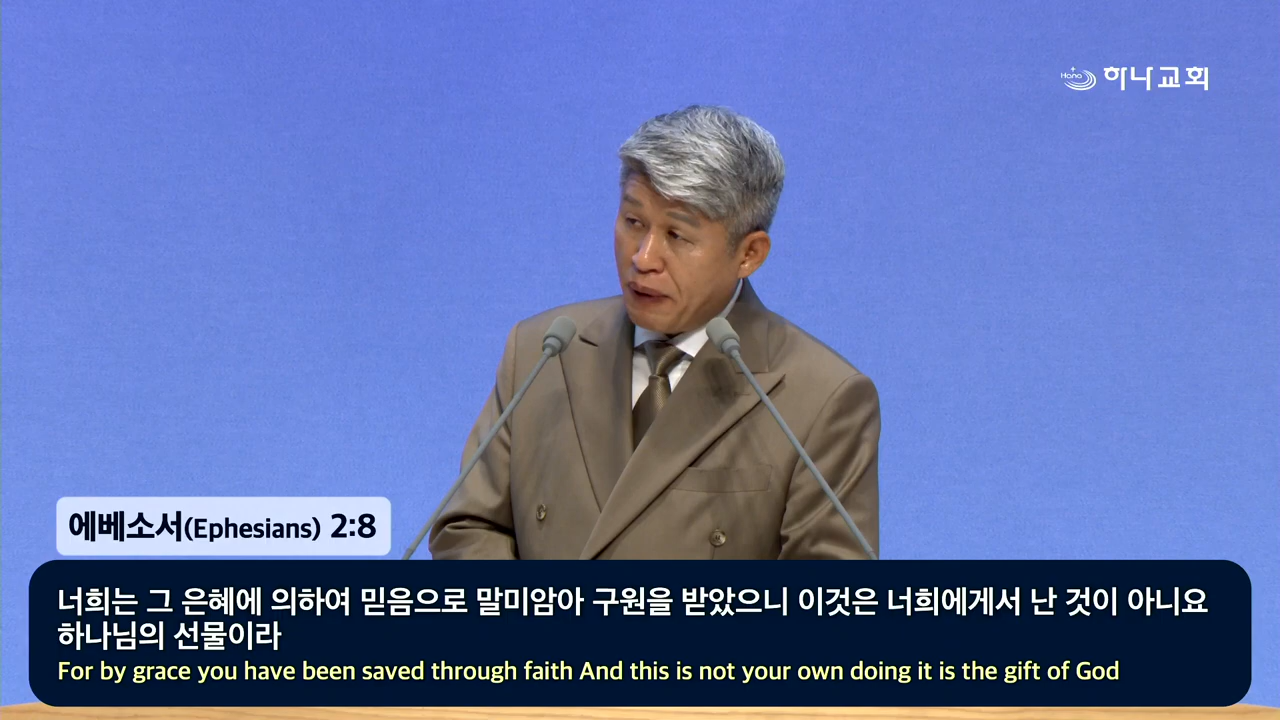 Hana 하나교회
에베소서(Ephesians) 2:8
너희는 그 은혜에 의하여 믿음으로 말미암아 구원을 받았으니 이것은 너희에게서 난 것이 아니요
하나님의 선물이라
For by grace you have been saved through faith And this is not your own doing it is the gift of God